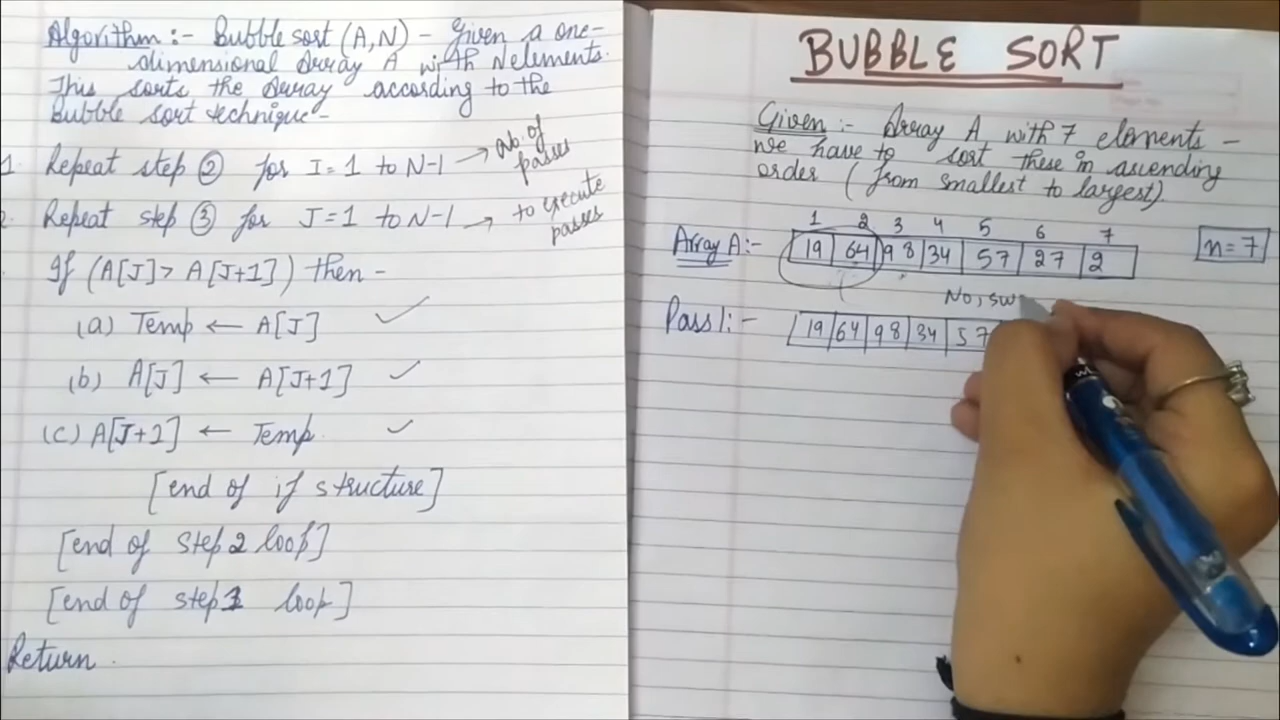 Algorithm :- Bubble sort (A,N) - Given a one-
dimensional Array A with N elements.
This sorts the Array according to the
Bubble sort technique -
1. Repeat step ② for I = 1 to N-1 → No. of
passes
2. Repeat step ③ for J = 1 to N-1 → to execute
passes
If (A[J] > A[J+1]) then -
(a) Temp ← A[J] ✓
(b) A[J] ← A[J+1] ✓
(c) A[J+1] ← Temp. ✓
[end of if structure]
[end of step 2 loop]
[end of step 1 loop]
Return.
BUBBLE SORT
Given :- Array A with 7 elements -
we have to sort these in ascending
order (from smallest to largest).
1 2 3 4 5 6 7
Array A :- 19 64 98 34 57 27 2 n = 7
No, sw
Pass 1 :- 19 64 98 34 57